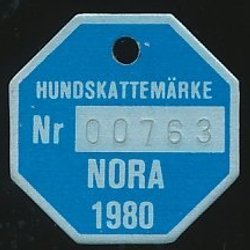 HUNDSKATTEMÄRKE
Nr 00763
NORA
1980